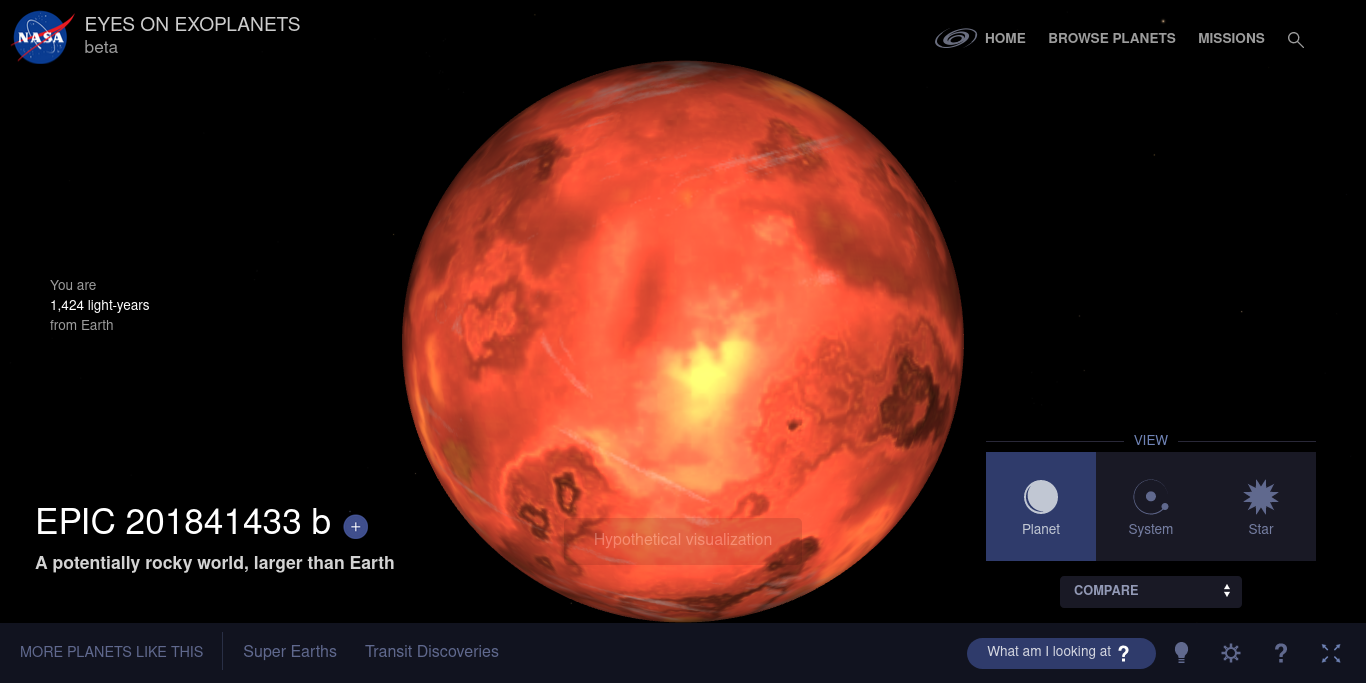 NASA
EYES ON EXOPLANETS
beta
HOME
BROWSE PLANETS
MISSIONS
You are
1,424 light-years
from Earth
EPIC 201841433 b +
A potentially rocky world, larger than Earth
Hypothetical visualization
VIEW
Planet
System
Star
COMPARE
MORE PLANETS LIKE THIS
Super Earths
Transit Discoveries
What am I looking at ?
?